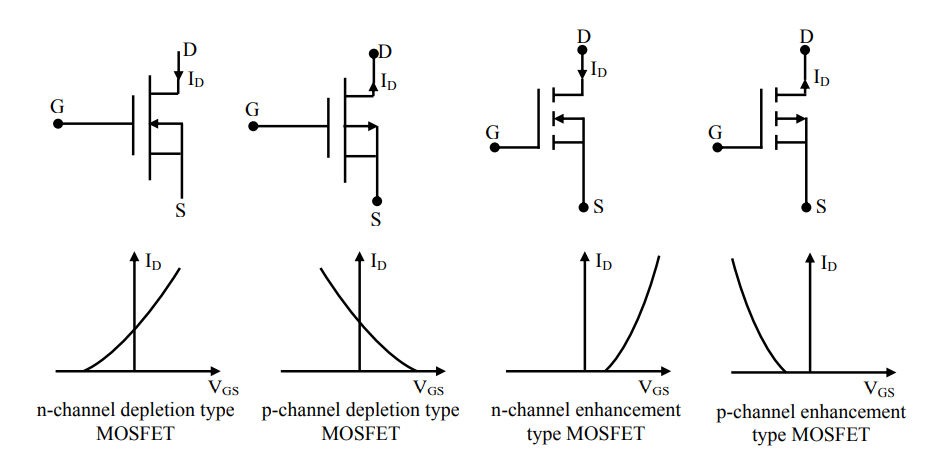 D
I_D
G
S
D
I_D
G
S
D
I_D
G
S
D
I_D
G
S
I_D
V_GS
I_D
V_GS
I_D
V_GS
I_D
V_GS
n-channel depletion type
MOSFET
p-channel depletion type
MOSFET
n-channel enhancement
type MOSFET
p-channel enhancement
type MOSFET